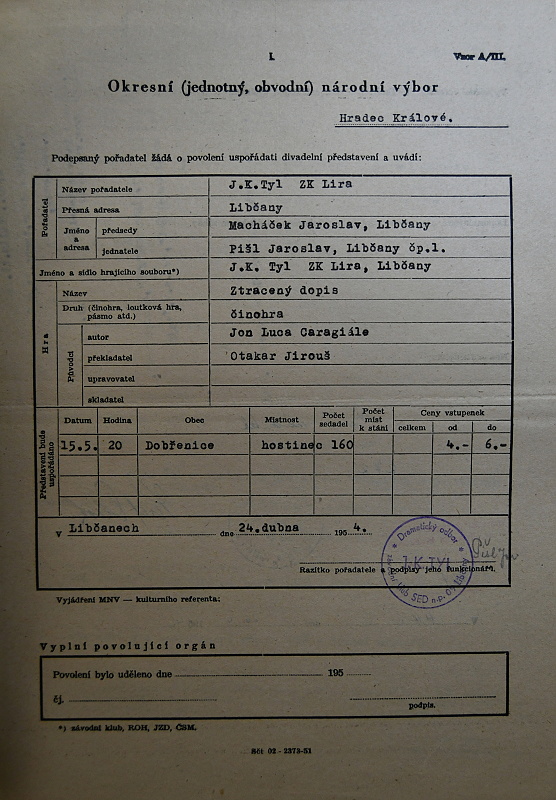 I.
Vzor A/III.
Okresní (jednotný, obvodní) národní výbor
Hradec Králové.
Podepsaný pořadatel žádá o povolení uspořádati divadelní představení a uvádí:
Pořadatel
Název pořadatele J.K.Tyl ZK Lira
Přesná adresa Libčany
Jméno a adresa předsedy Macháček Jaroslav, Libčany
jednatele Pišl Jaroslav, Libčany čp.1.
Jméno a sídlo hrajícího souboru*) J.K. Tyl ZK Lira, Libčany
Hra
Název Ztracený dopis
Druh (činohra, loutková hra, pásmo atd.) činohra
Původci
autor Jon Luca Caragiále
překladatel Otakar Jirouš
upravovatel
skladatel
Představení bude uspořádáno
Datum Hodina Obec Místnost Počet sedadel Počet míst k stání Ceny vstupenek
celkem od do
15.5. 20 Dobřenice hostinec 160 4.- 6.-
V Libčanech dne 24.dubna 195 4.
Dramatický odbor
J.K.TYL
Razítko pořadatele a podpisy jeho funkcionářů.
Vyjádření MNV — kulturního referenta:
Vyplní povolující orgán
Povolení bylo uděleno dne 195
čj.
podpis.
*) závodní klub, ROH, JZD, ČSM.
Sčt 02 - 2373-51